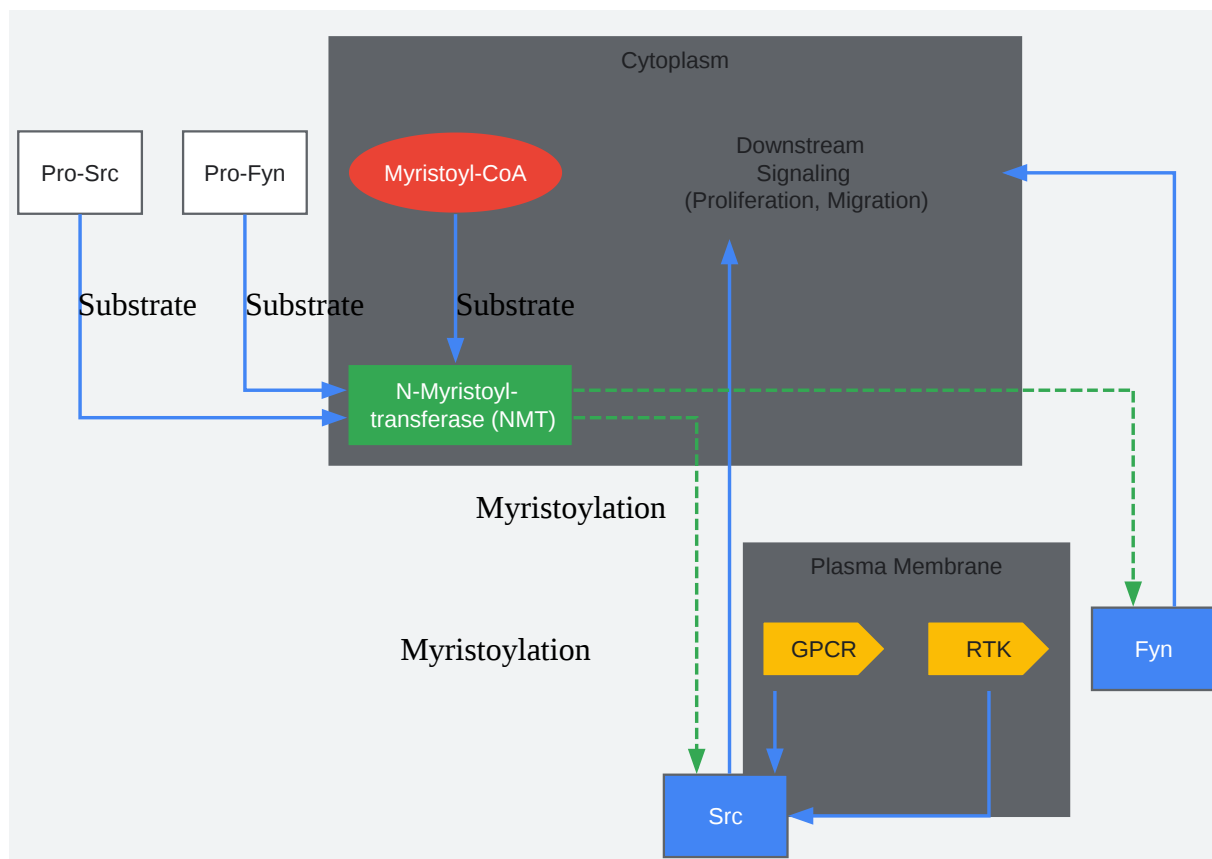 Cytoplasm
Pro-Src
Pro-Fyn
Myristoyl-CoA
Downstream
Signaling
(Proliferation, Migration)
Substrate
Substrate
Substrate
N-Myristoyl-
transferase (NMT)
Myristoylation
Plasma Membrane
Myristoylation
GPCR
RTK
Fyn
Src